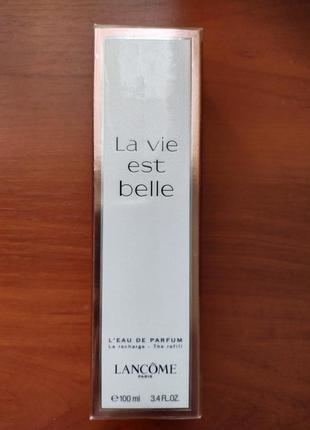 La vie
est
belle
L'EAU DE PARFUM
La recharge - The refill
LANCÔME
PARIS
℮ 100 ml 3.4 FL.OZ.